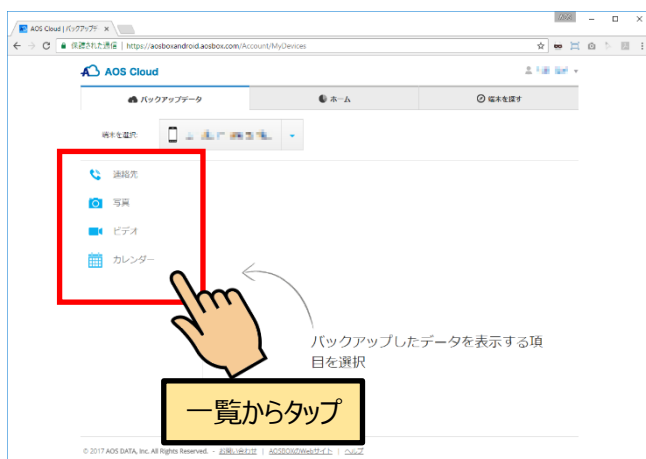 AOS Cloud | バックアップデ
保護された通信 | https://aosboxandroid.aosbox.com/Account/MyDevices
AOS Cloud
バックアップデータ
ホーム
端末を探す
端末を選択:
連絡先
写真
ビデオ
カレンダー
バックアップしたデータを表示する項
目を選択
一覧からタップ
© 2017 AOS DATA, Inc. All Rights Reserved. - お問い合わせ | AOSBOXのWebサイト | ヘルプ